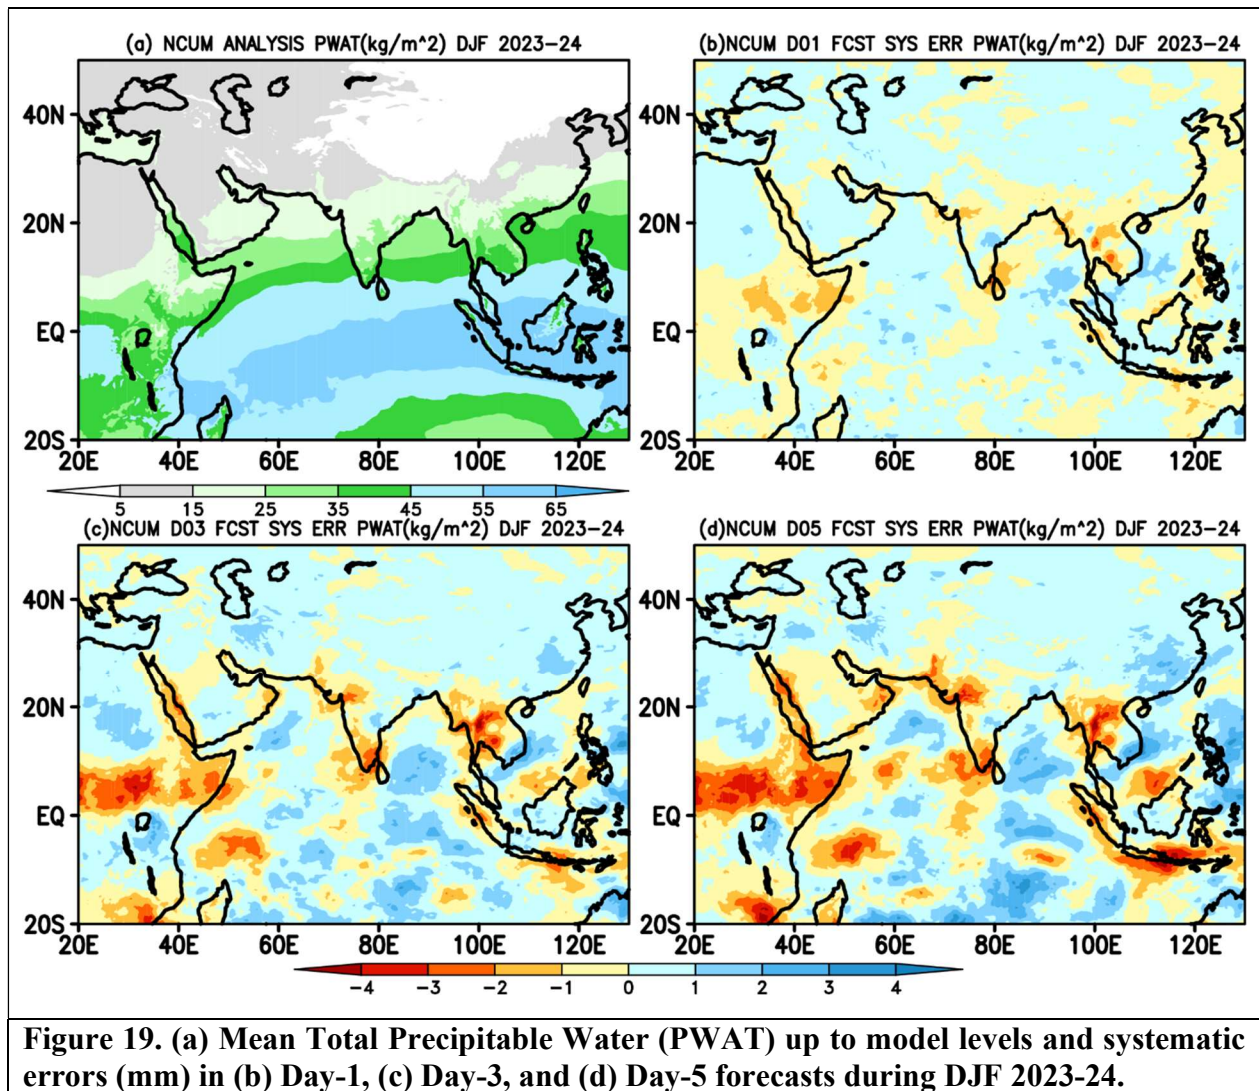 (a) NCUM ANALYSIS PWAT(kg/m^2) DJF 2023-24
(b)NCUM D01 FCST SYS ERR PWAT(kg/m^2) DJF 2023-24
40N
20N
EQ
20S
20E 40E 60E 80E 100E 120E
40N
20N
EQ
20S
20E 40E 60E 80E 100E 120E
5 15 25 35 45 55 65
(c)NCUM D03 FCST SYS ERR PWAT(kg/m^2) DJF 2023-24
(d)NCUM D05 FCST SYS ERR PWAT(kg/m^2) DJF 2023-24
40N
20N
EQ
20S
20E 40E 60E 80E 100E 120E
40N
20N
EQ
20S
20E 40E 60E 80E 100E 120E
-4 -3 -2 -1 0 1 2 3 4
Figure 19. (a) Mean Total Precipitable Water (PWAT) up to model levels and systematic
errors (mm) in (b) Day-1, (c) Day-3, and (d) Day-5 forecasts during DJF 2023-24.